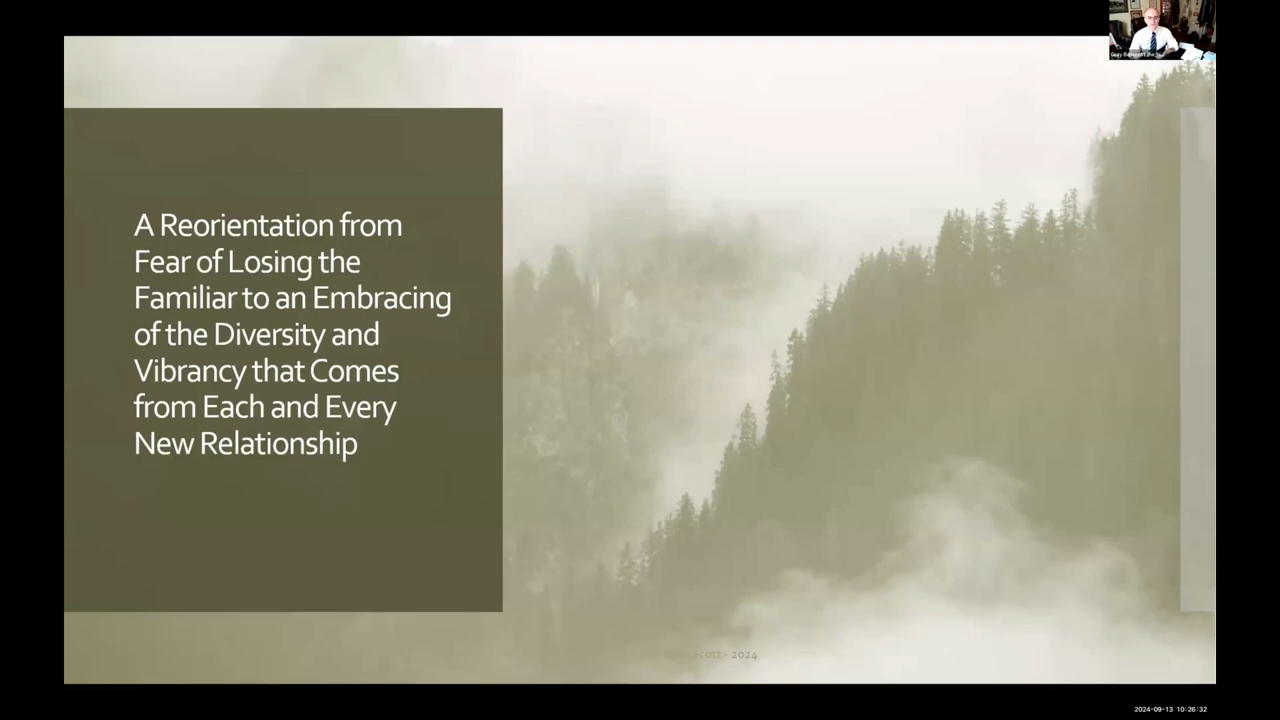 A Reorientation from
Fear of Losing the
Familiar to an Embracing
of the Diversity and
Vibrancy that Comes
from Each and Every
New Relationship
- 2024
2024-09-13 10:26:32